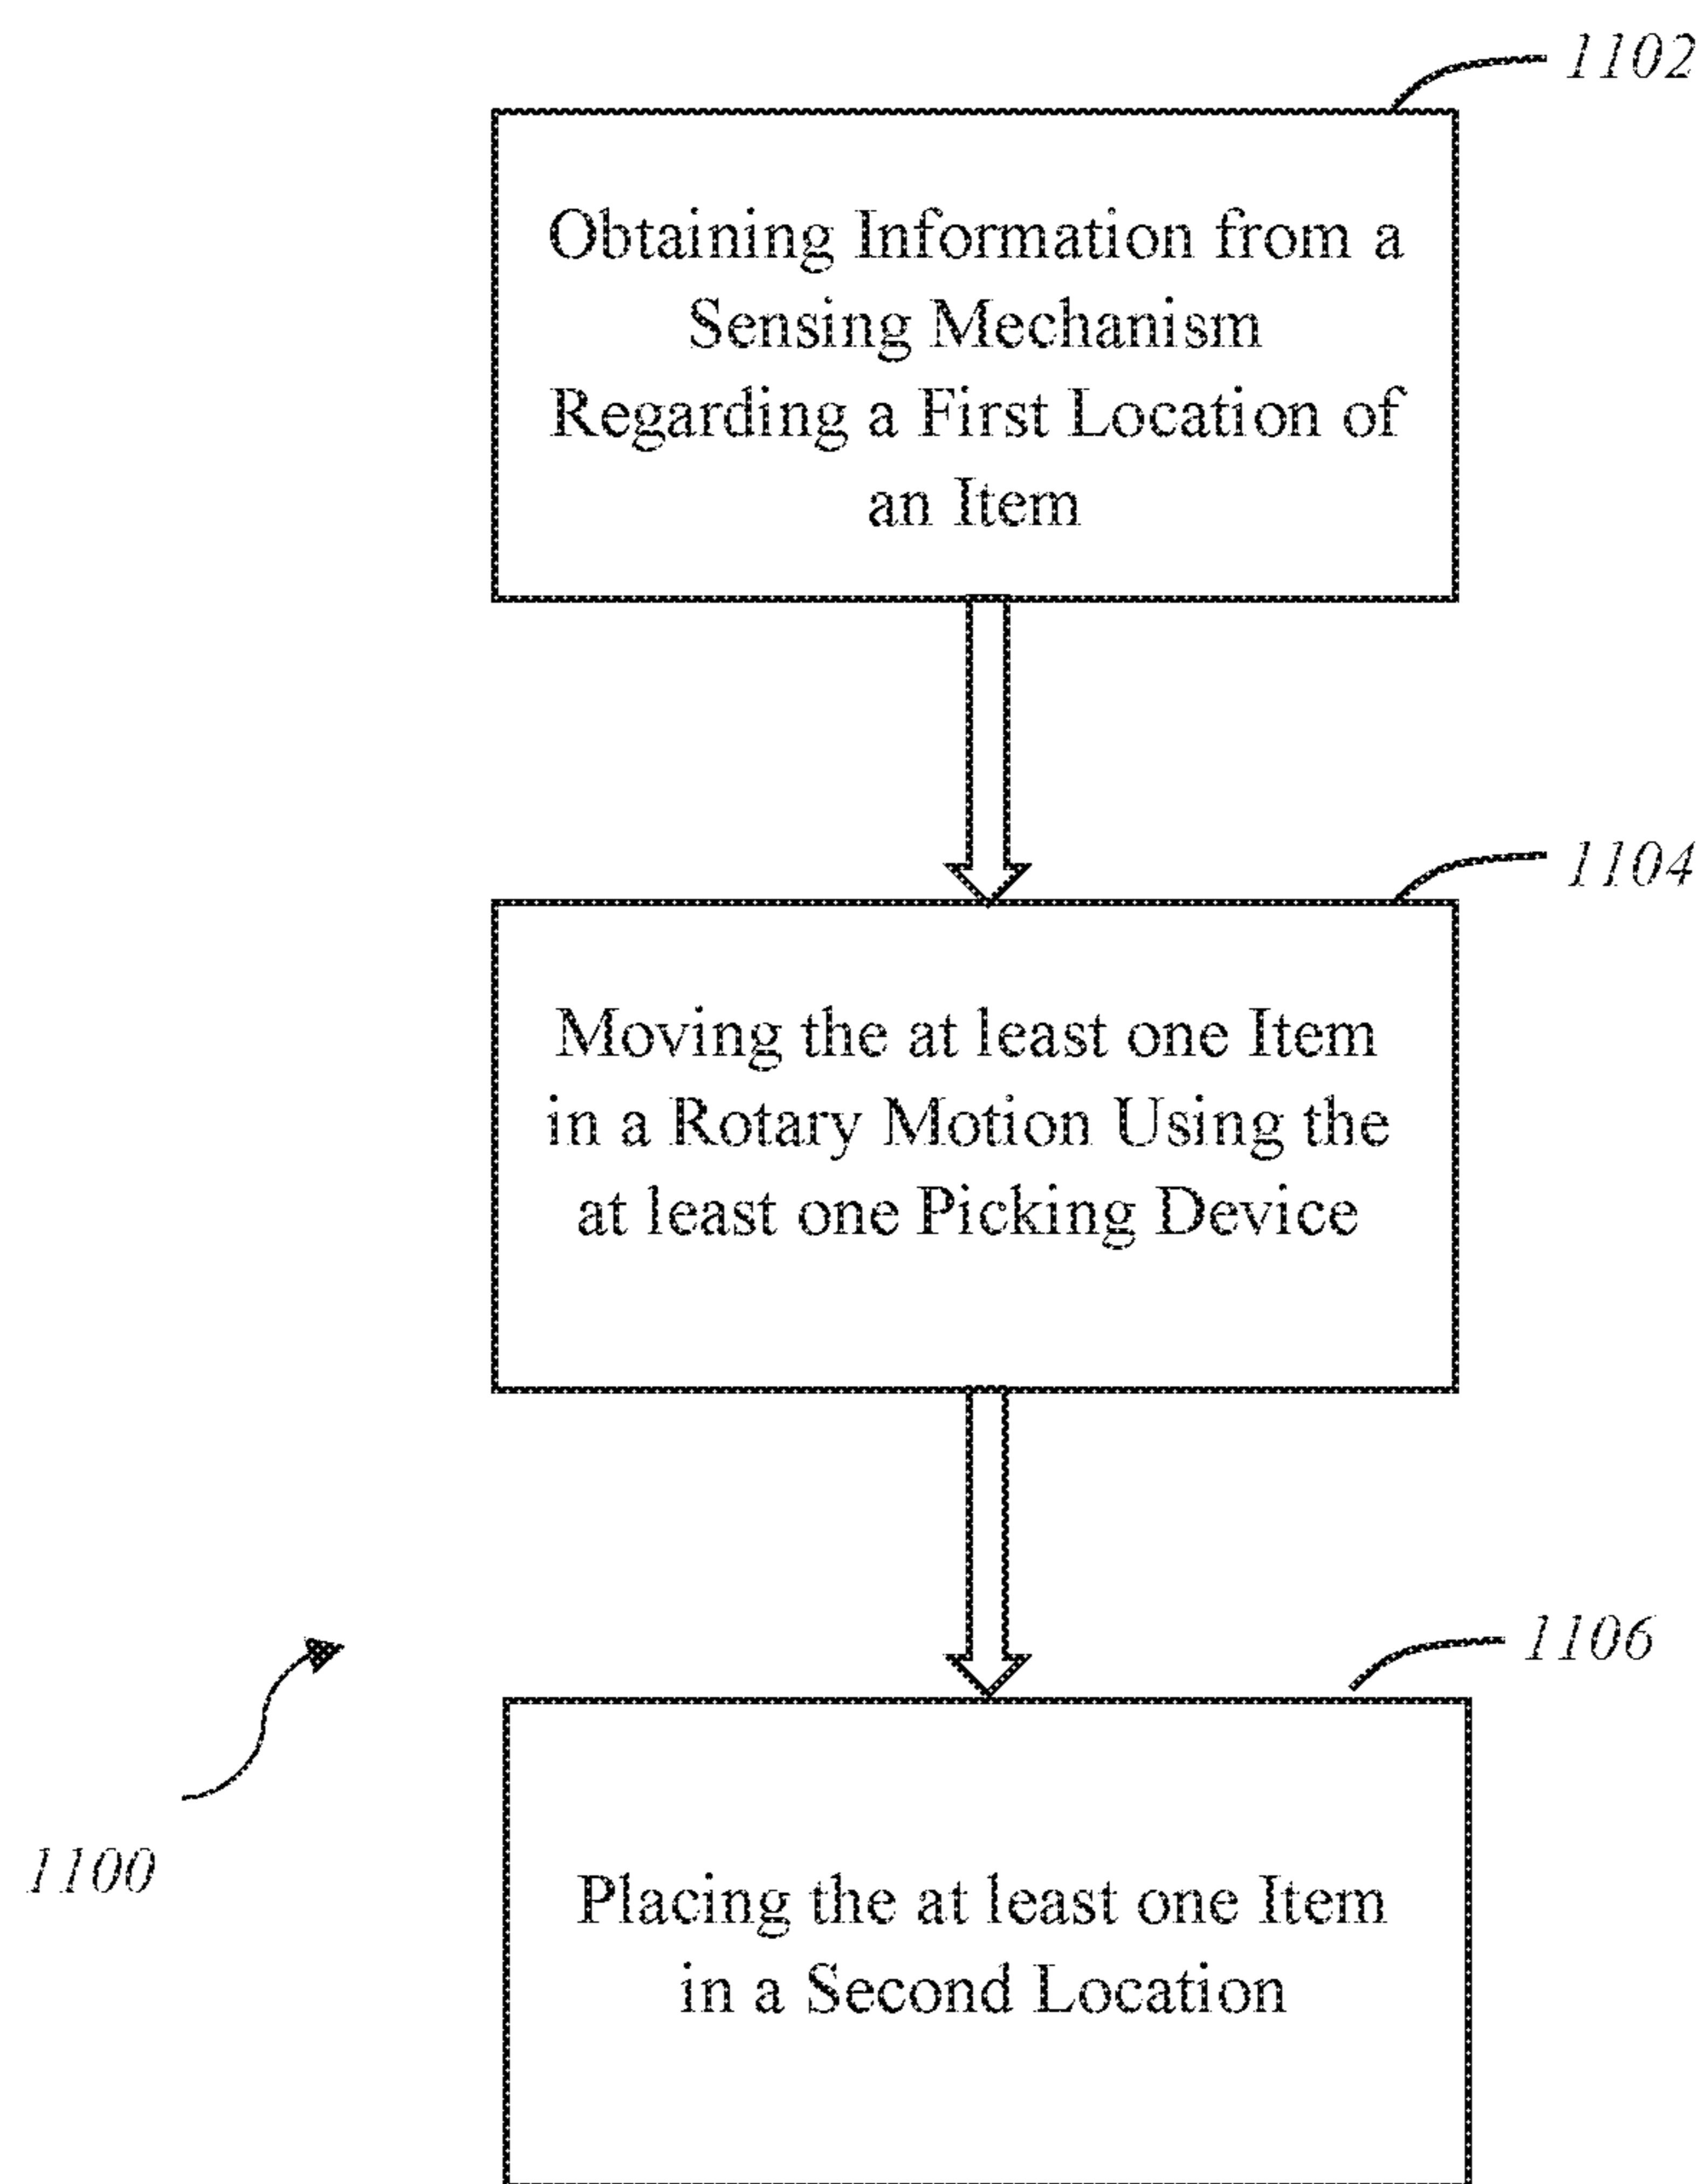 1102
Obtaining Information from a
Sensing Mechanism
Regarding a First Location of
an Item
1104
Moving the at least one Item
in a Rotary Motion Using the
at least one Picking Device
1106
1100
Placing the at least one Item
in a Second Location